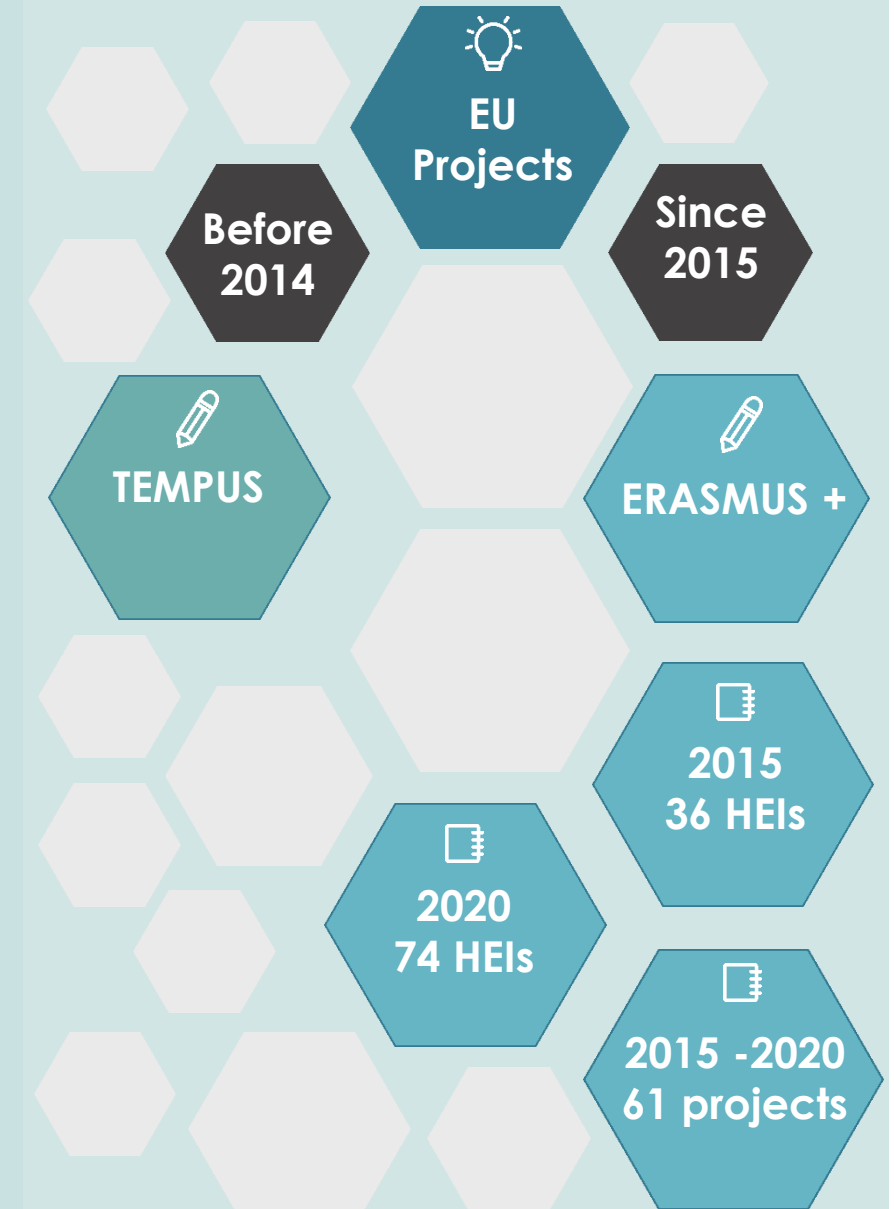 EU
Projects
Before
2014
Since
2015
TEMPUS
ERASMUS +
2015
36 HEIs
2020
74 HEIs
2015 -2020
61 projects